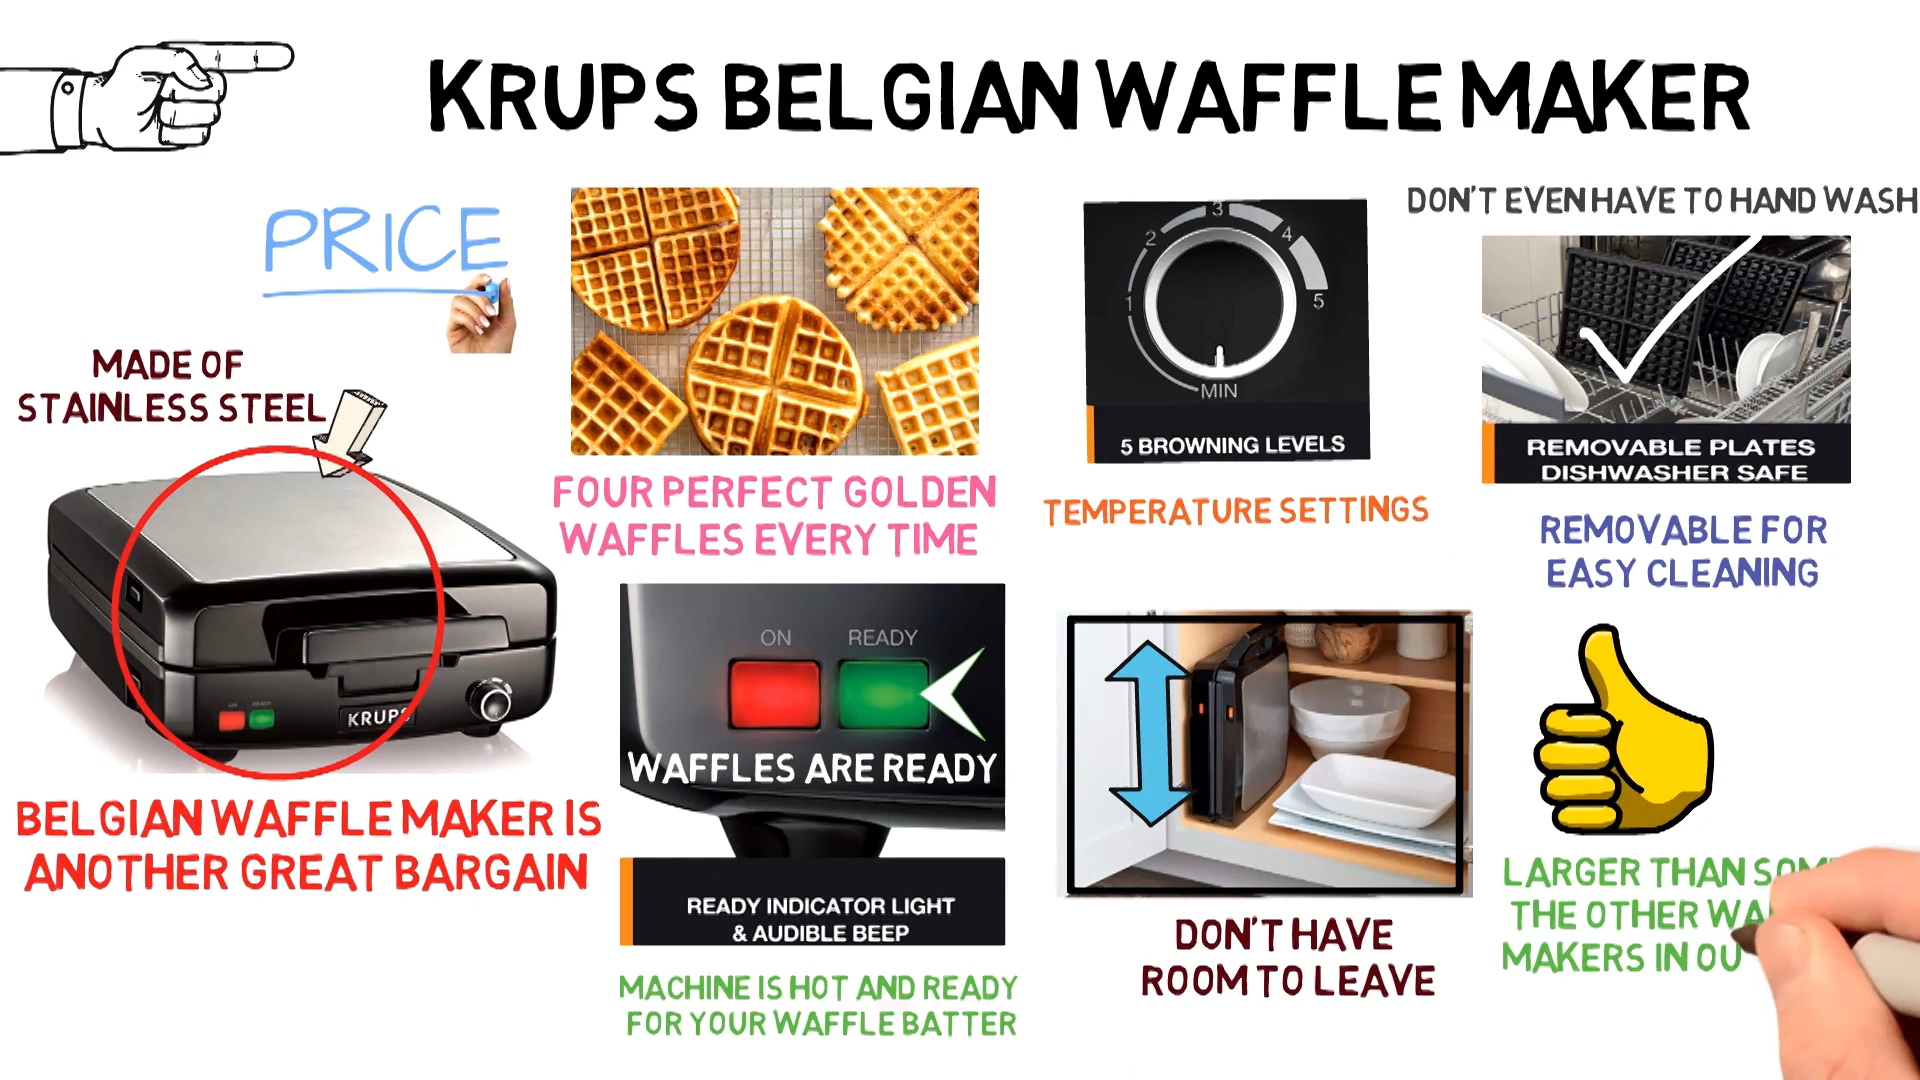 KRUPS BELGIAN WAFFLE MAKER
PRICE
MADE OF
STAINLESS STEEL
ON
READY
KRUPS
BELGIAN WAFFLE MAKER IS
ANOTHER GREAT BARGAIN
FOUR PERFECT GOLDEN
WAFFLES EVERY TIME
ON READY
WAFFLES ARE READY
READY INDICATOR LIGHT
& AUDIBLE BEEP
MACHINE IS HOT AND READY
FOR YOUR WAFFLE BATTER
1
2
3
4
5
MIN
5 BROWNING LEVELS
TEMPERATURE SETTINGS
DON'T HAVE
ROOM TO LEAVE
DON'T EVEN HAVE TO HAND WASH
REMOVABLE PLATES
DISHWASHER SAFE
REMOVABLE FOR
EASY CLEANING
LARGER THAN
THE OTHER
MAKERS IN